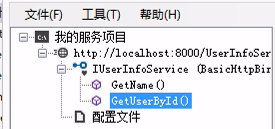 文件(F) 工具(T) 帮助(H)
我的服务项目
http://localhost:8000/UserInfoSer
IUserInfoService (BasicHttpBir
GetName()
GetUserById()
配置文件